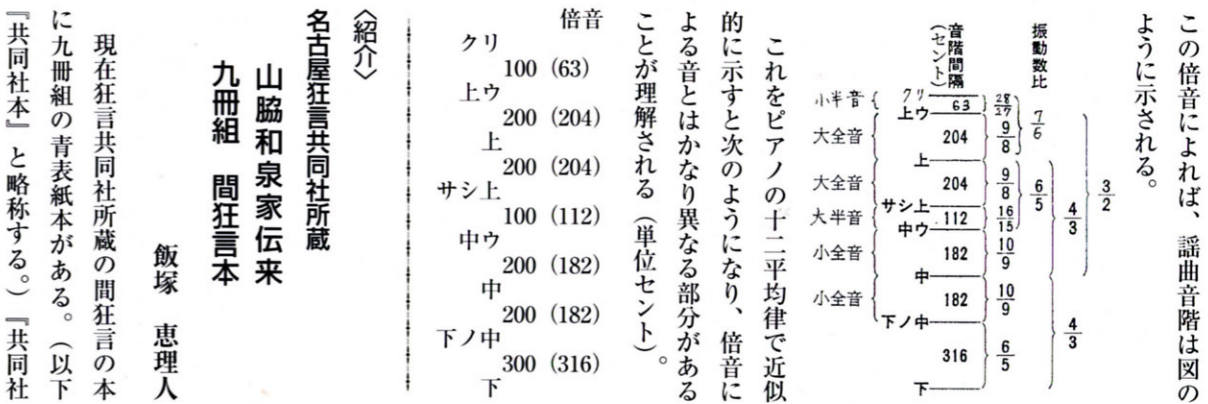 この倍音によれば、謡曲音階は図の
ように示される。
振動数比
音階間隔
(セント)
クリ
小半音 63 28/27
上ウ
大全音 204 9/8
上
大全音 204 9/8
サシ上
大半音 112 16/15
中ウ
小全音 182 10/9
中
小全音 182 10/9
下ノ中
316 6/5
下
7/6
6/5
4/3
4/3
3/2
これをピアノの十二平均律で近似
的に示すと次のようになり、倍音に
よる音とはかなり異なる部分がある
ことが理解される(単位セント)。
倍音
クリ
100 (63)
上ウ
200 (204)
上
200 (204)
サシ上
100 (112)
中ウ
200 (182)
中
200 (182)
下ノ中
300 (316)
下
〈紹介〉
名古屋狂言共同社所蔵
山脇和泉家伝来
九冊組 間狂言本
飯塚 恵理人
現在狂言共同社所蔵の間狂言の本
に九冊組の青表紙本がある。(以下
『共同社本』と略称する。)『共同社